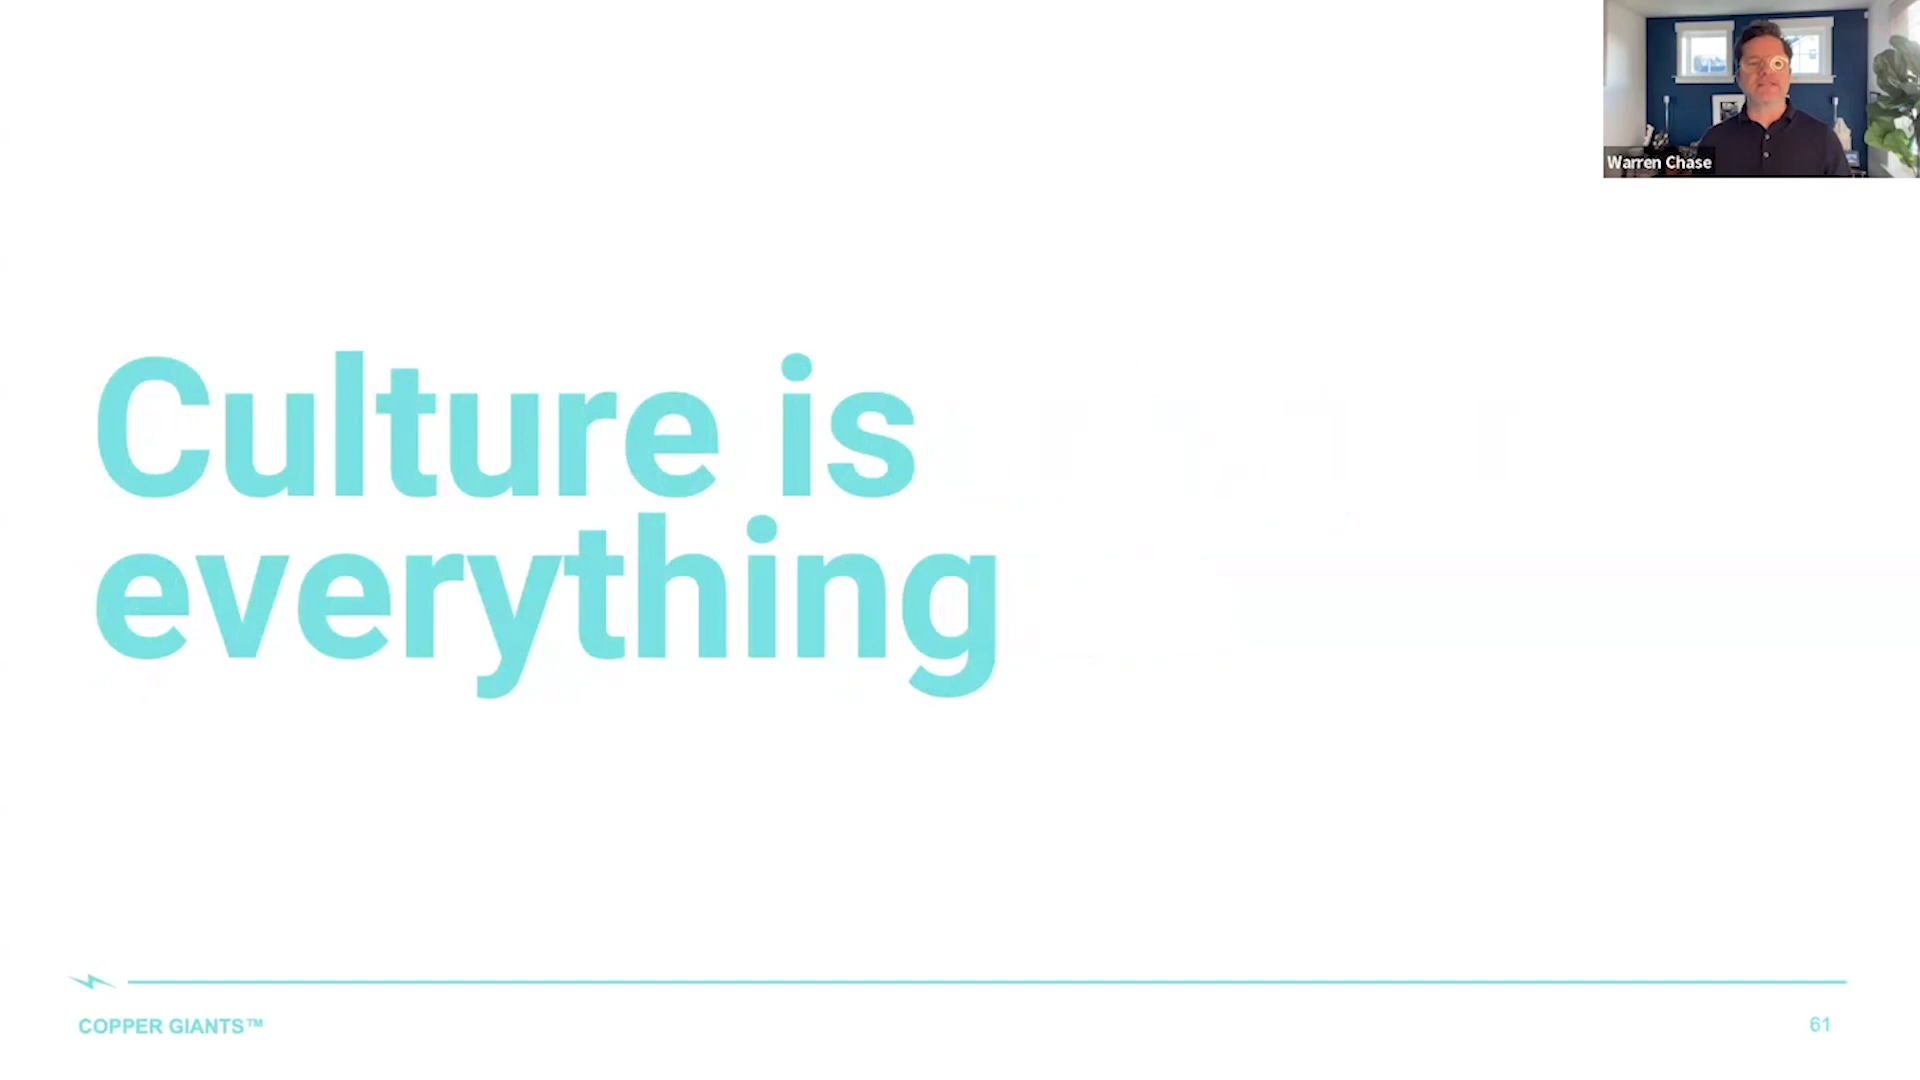 Warren Chase
Culture is
everything
COPPER GIANTS™
61